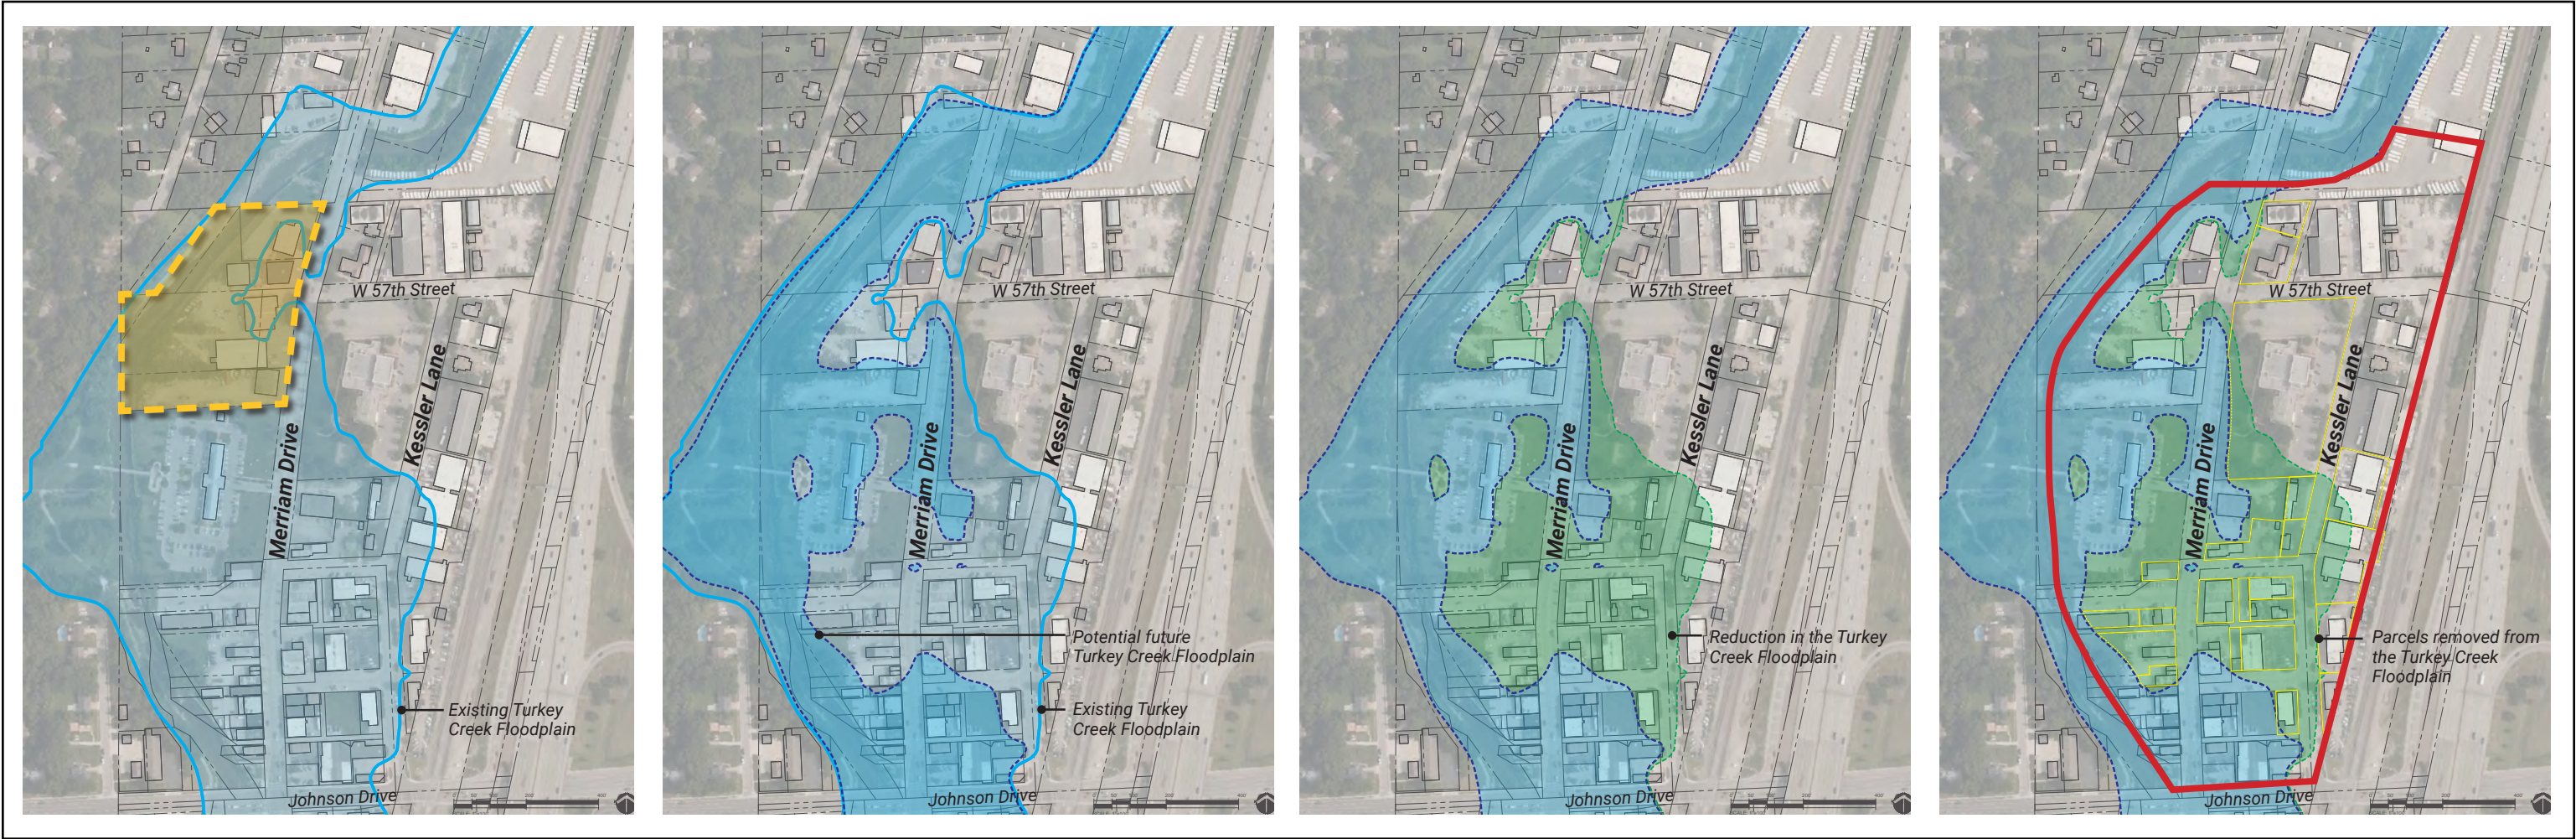 W 57th Street
Kessler Lane
Merriam Drive
Existing Turkey
Creek Floodplain
Johnson Drive
W 57th Street
Kessler Lane
Merriam Drive
Potential future
Turkey Creek Floodplain
Existing Turkey
Creek Floodplain
Johnson Drive
W 57th Street
Kessler Lane
Merriam Drive
Reduction in the Turkey
Creek Floodplain
Johnson Drive
W 57th Street
Kessler Lane
Merriam Drive
Parcels removed from
the Turkey Creek
Floodplain
Johnson Drive